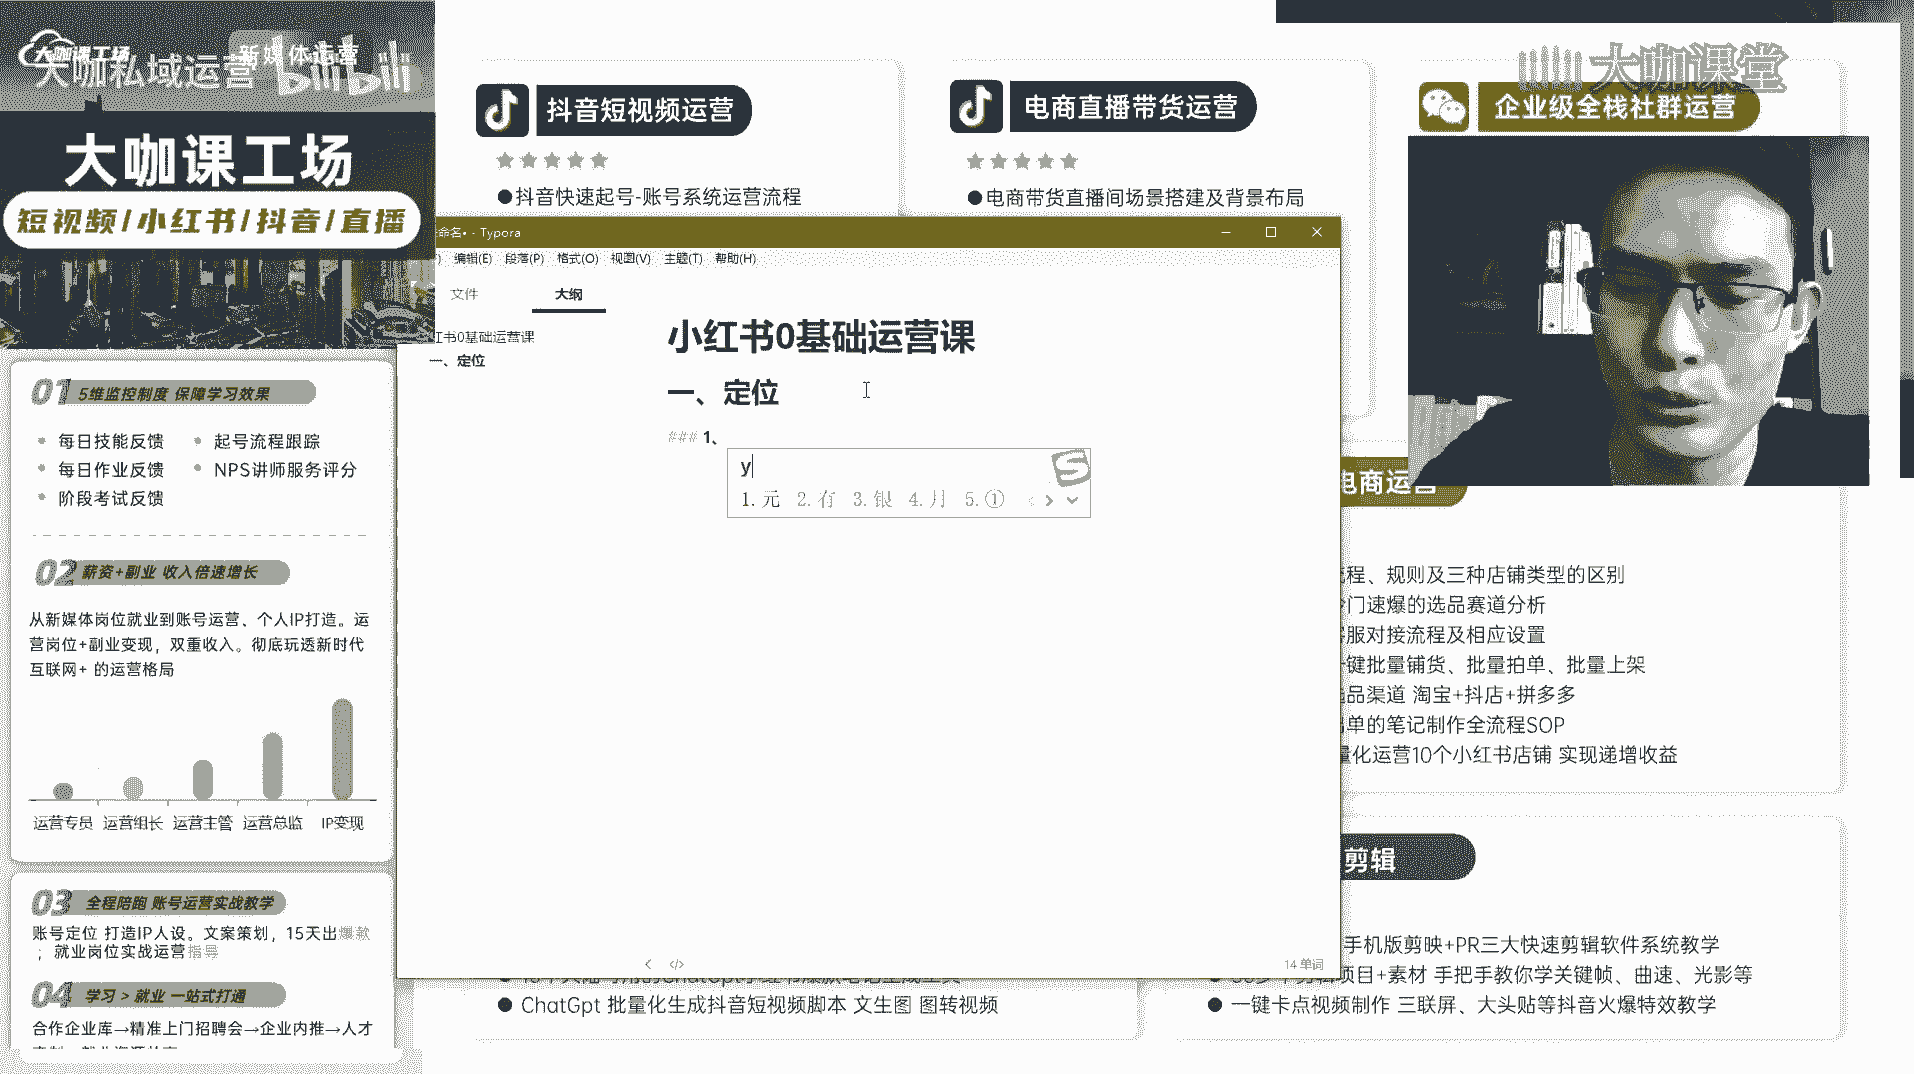 大咖课工场
新媒体运营
大咖私域运营
bilibili
大咖课工场
短视频/小红书/抖音/直播
01 5维监控制度 保障学习效果
每日技能反馈
起号流程跟踪
每日作业反馈
NPS讲师服务评分
阶段考试反馈
02 薪资+副业 收入倍速增长
从新媒体岗位就业到账号运营、个人IP打造。运
营岗位+副业变现，双重收入。彻底玩透新时代
互联网+ 的运营格局
运营专员 运营组长 运营主管 运营总监 IP变现
03 全程陪跑 账号运营实战教学
账号定位 打造IP人设。文案策划，15天出爆款
；就业岗位实战运营指导
04 学习 > 就业 一站式打通
合作企业库→精准上门招聘会→企业内推→人才
抖音短视频运营
●抖音快速起号-账号系统运营流程
电商直播带货运营
●电商带货直播间场景搭建及背景布局
大咖课堂
企业级全栈社群运营
命名• - Typora
编辑(E) 段落(P) 格式(O) 视图(V) 主题(T) 帮助(H)
文件 大纲
红书0基础运营课
一、定位
小红书0基础运营课
一、定位
### 1、
y
1.元 2.有 3.银 4.月 5.①
14 单词
电商运营
流程、规则及三种店铺类型的区别
冷门速爆的选品赛道分析
客服对接流程及相应设置
一键批量铺货、批量拍单、批量上架
选品渠道 淘宝+抖店+拼多多
出单的笔记制作全流程SOP
量化运营10个小红书店铺 实现递增收益
剪辑
手机版剪映+PR三大快速剪辑软件系统教学
项目+素材 手把手教你学关键帧、曲速、光影等
● ChatGpt 批量化生成抖音短视频脚本 文生图 图转视频
● 一键卡点视频制作 三联屏、大头贴等抖音火爆特效教学